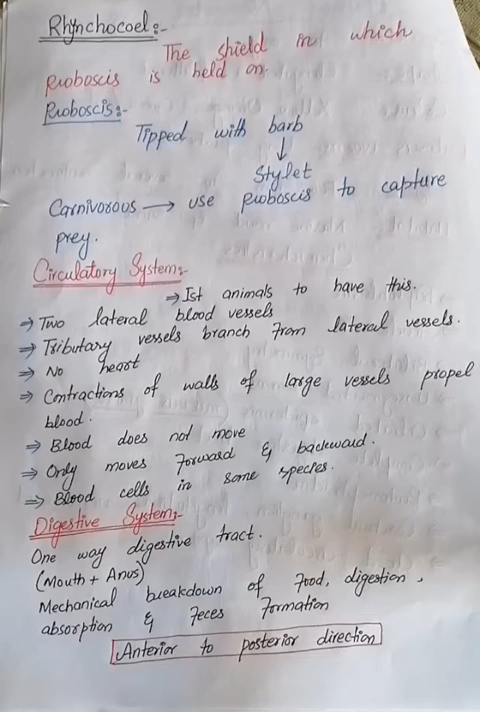 Rhynchocoel:-
The shield in which
proboscis is held on.
Proboscis:-
Tipped with barb
↓
Stylet
Carnivorous → use proboscis to capture
prey.
Circulatory System:-
⇒ Ist animals to have this.
⇒ Two lateral blood vessels
⇒ Tributary vessels branch from lateral vessels.
⇒ No heart
⇒ Contractions of walls of large vessels propel
blood.
⇒ Blood does not move
⇒ Only moves forward & backward.
⇒ Blood cells in some species.
Digestive System:-
One way digestive tract.
(Mouth + Anus)
Mechanical breakdown of food, digestion,
absorption & feces formation
Anterior to posterior direction